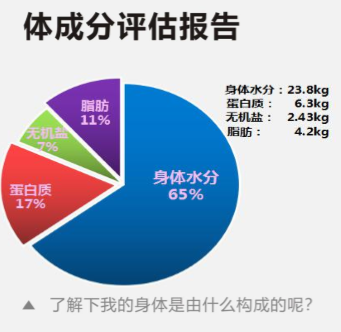 体成分评估报告
身体水分：23.8kg
蛋白质： 6.3kg
无机盐： 2.43kg
脂肪： 4.2kg
脂肪
11%
无机盐
7%
蛋白质
17%
身体水分
65%
▲ 了解下我的身体是由什么构成的呢？